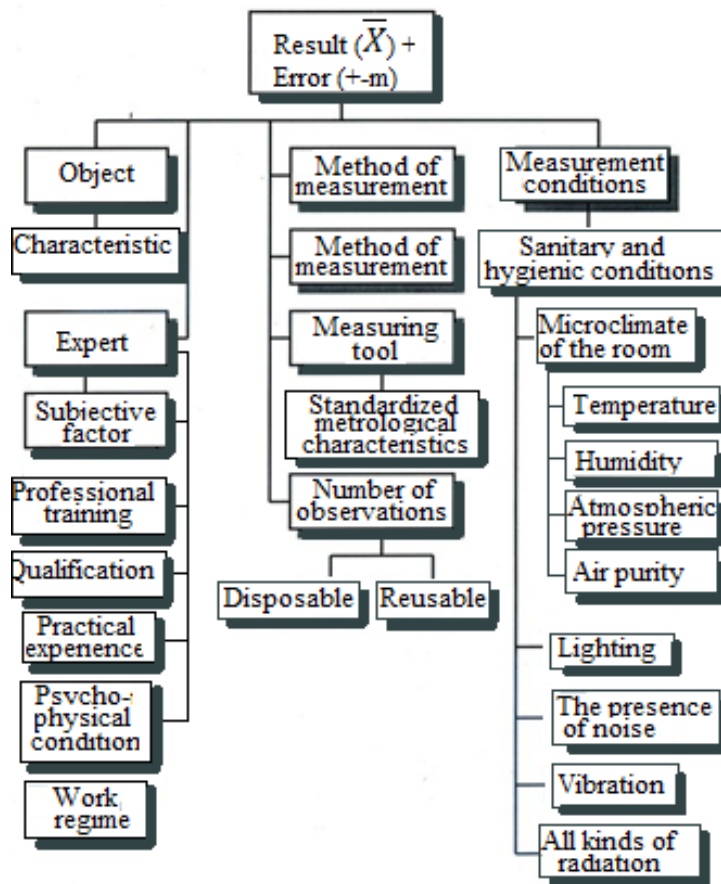 Result (X̅) +
Error (+-m)
Object
Characteristic
Expert
Subjective
factor
Professional
training
Qualification
Practical
experience
Psycho-
physical
condition
Work
regime
Method of
measurement
Method of
measurement
Measuring
tool
Standardized
metrological
characteristics
Number of
observations
Disposable
Reusable
Measurement
conditions
Sanitary and
hygienic conditions
Microclimate
of the room
Temperature
Humidity
Atmospheric
pressure
Air purity
Lighting
The presence
of noise
Vibration
All kinds of
radiation